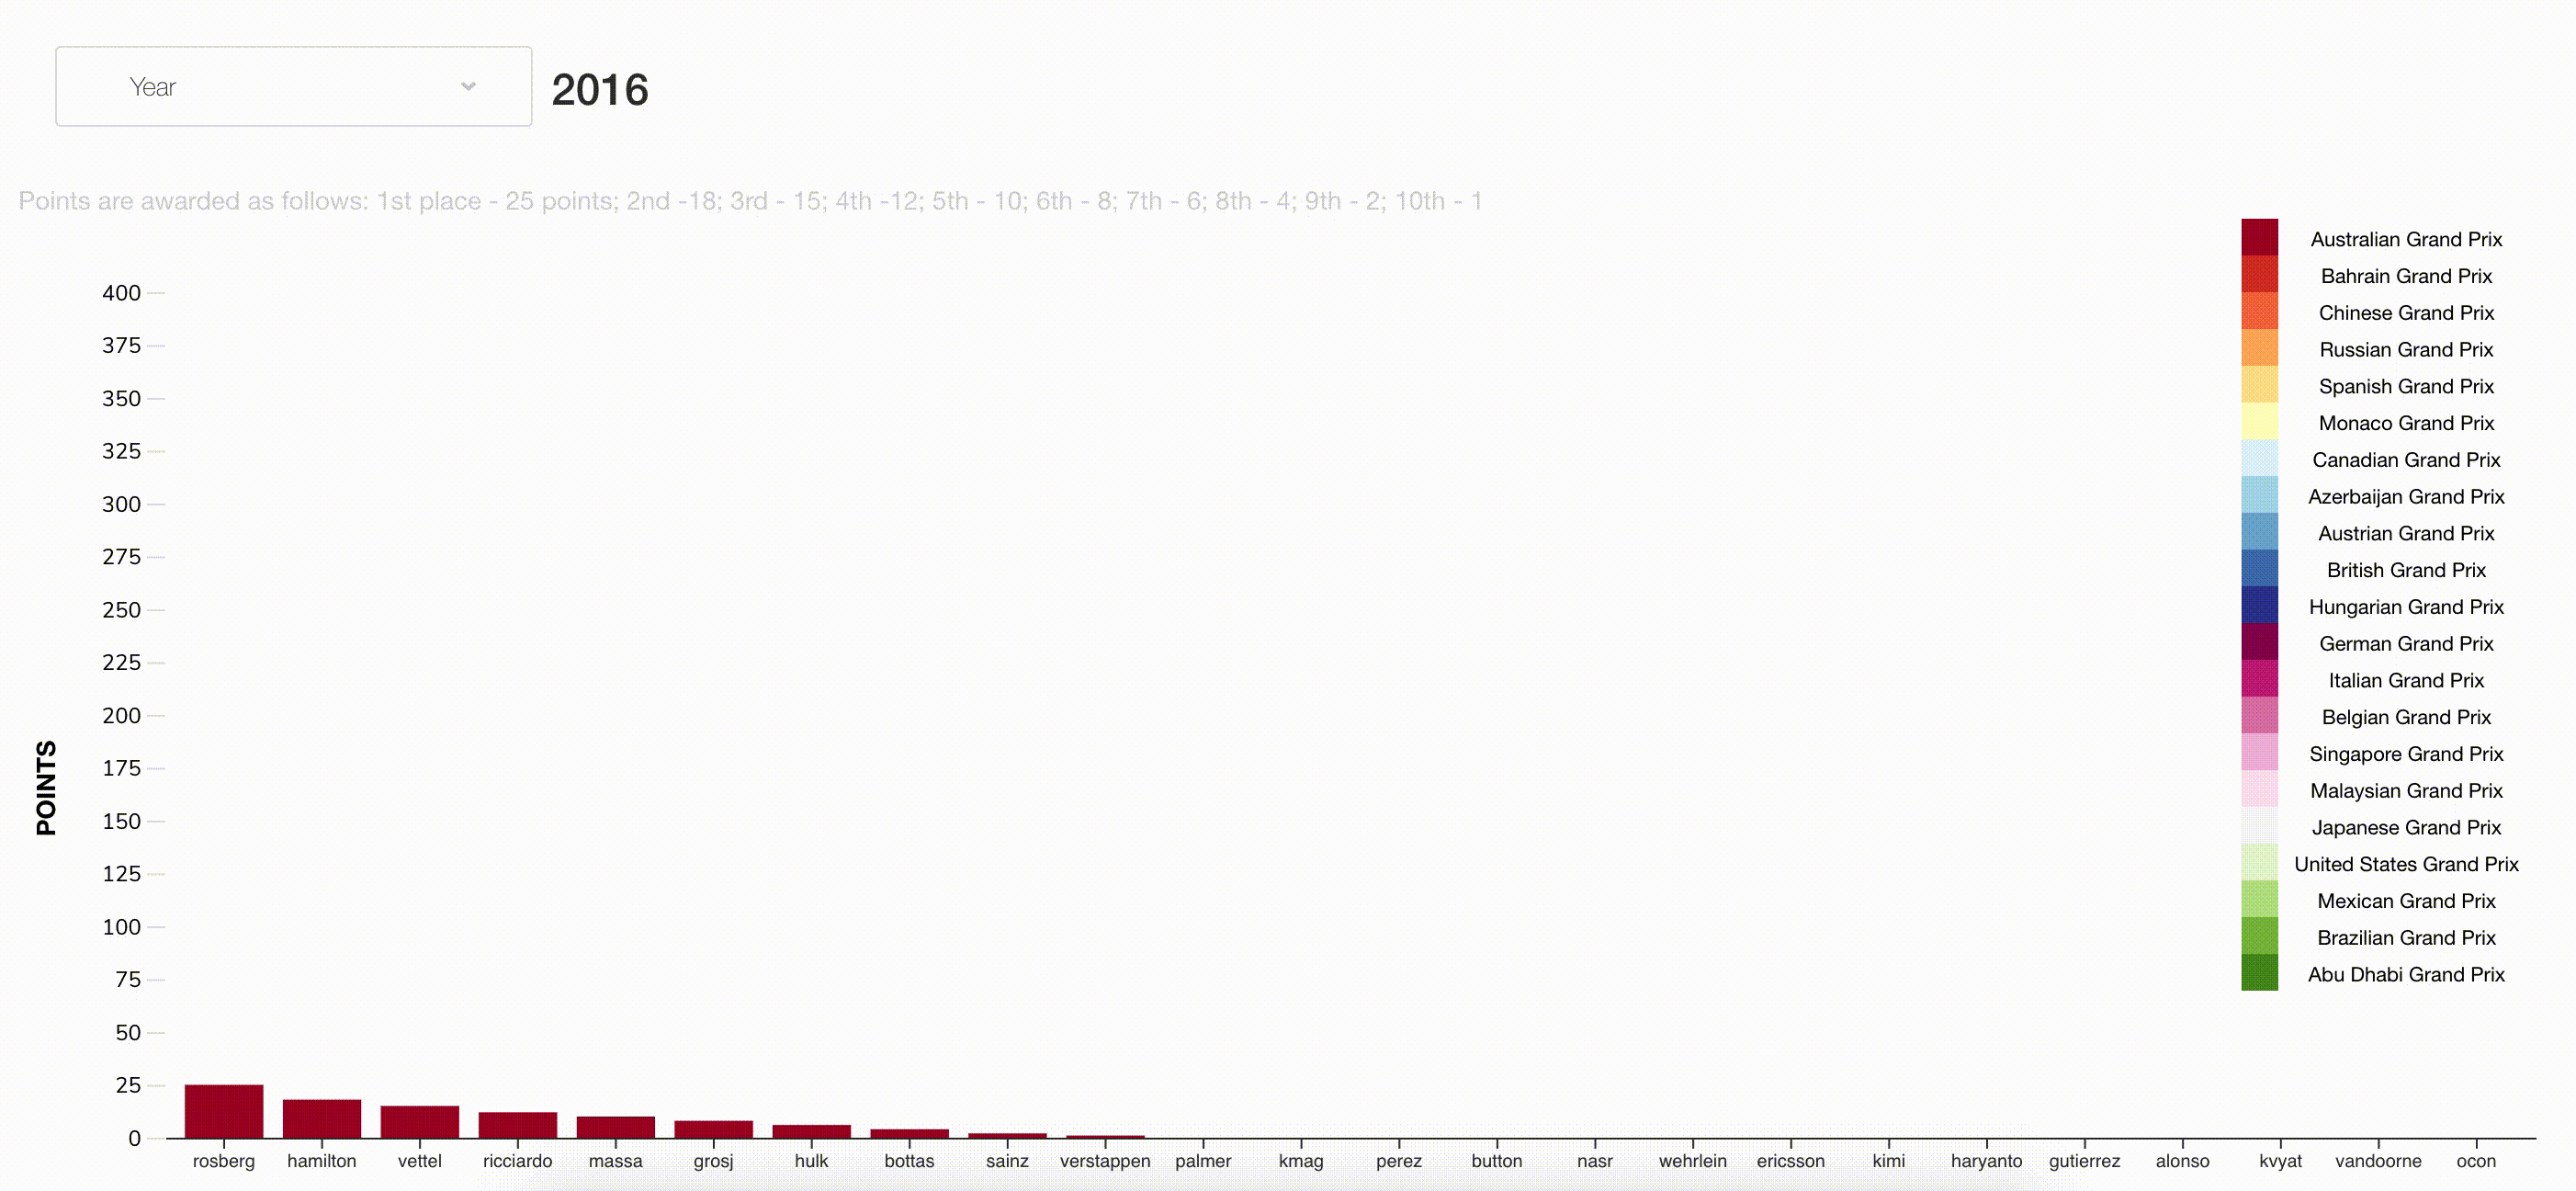 Year
2016
Points are awarded as follows: 1st place - 25 points; 2nd -18; 3rd - 15; 4th -12; 5th - 10; 6th - 8; 7th - 6; 8th - 4; 9th - 2; 10th - 1
Australian Grand Prix
Bahrain Grand Prix
Chinese Grand Prix
Russian Grand Prix
Spanish Grand Prix
Monaco Grand Prix
Canadian Grand Prix
Azerbaijan Grand Prix
Austrian Grand Prix
British Grand Prix
Hungarian Grand Prix
German Grand Prix
Italian Grand Prix
Belgian Grand Prix
Singapore Grand Prix
Malaysian Grand Prix
Japanese Grand Prix
United States Grand Prix
Mexican Grand Prix
Brazilian Grand Prix
Abu Dhabi Grand Prix
POINTS
400
375
350
325
300
275
250
225
200
175
150
125
100
75
50
25
0
rosberg hamilton vettel ricciardo massa grosj hulk bottas sainz verstappen palmer kmag perez button nasr wehrlein ericsson kimi haryanto gutierrez alonso kvyat vandoorne ocon